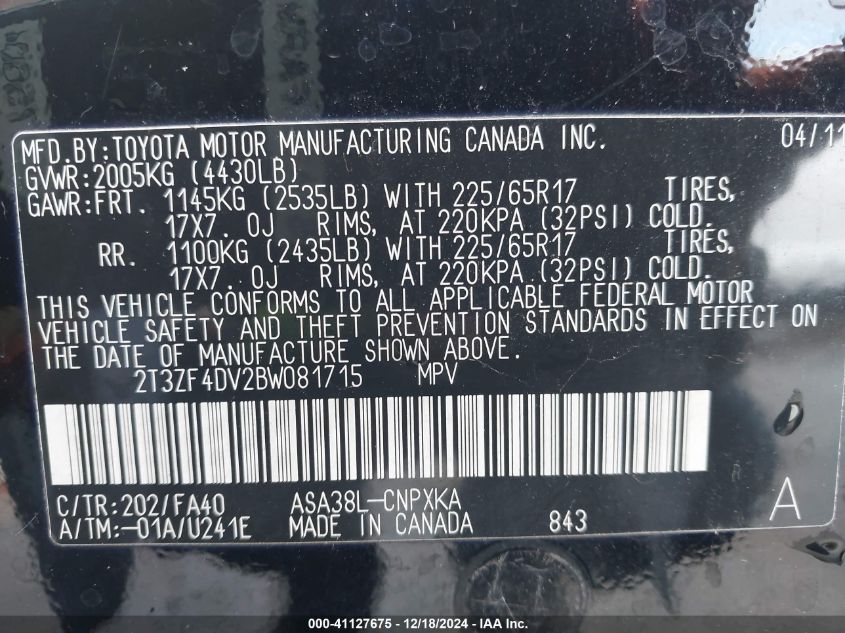 MFD.BY:TOYOTA MOTOR MANUFACTURING CANADA INC. 04/11
GVWR:2005KG (4430LB)
GAWR:FRT. 1145KG (2535LB) WITH 225/65R17 TIRES,
17X7.0J RIMS, AT 220KPA (32PSI) COLD.
RR. 1100KG (2435LB) WITH 225/65R17 TIRES,
17X7.0J RIMS, AT 220KPA (32PSI) COLD.
THIS VEHICLE CONFORMS TO ALL APPLICABLE FEDERAL MOTOR
VEHICLE SAFETY AND THEFT PREVENTION STANDARDS IN EFFECT ON
THE DATE OF MANUFACTURE SHOWN ABOVE.
2T3ZF4DV2BW081715 MPV
C/TR:202/FA40 ASA38L-CNPXKA A
A/TM:-01A/U241E MADE IN CANADA 843
000-41127675 - 12/18/2024 - IAA Inc.